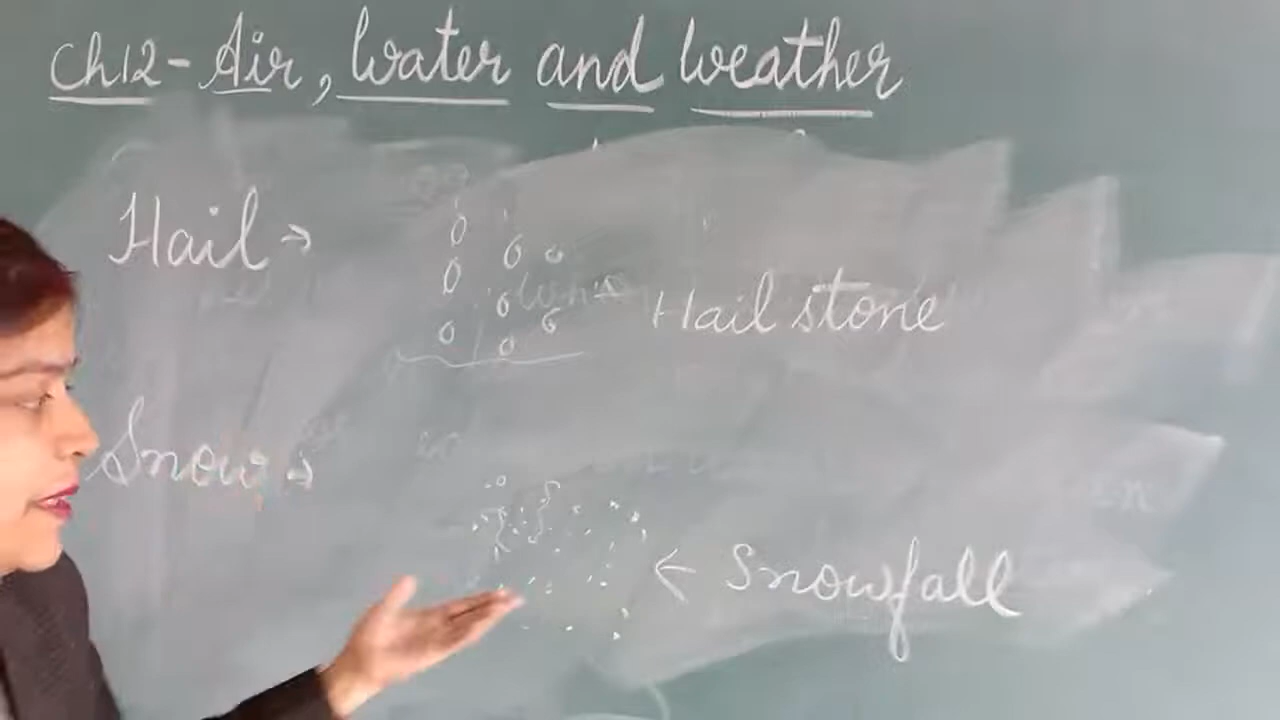 Ch12 - Air, Water and Weather
Hail →
Hail stone
Snow →
← Snowfall